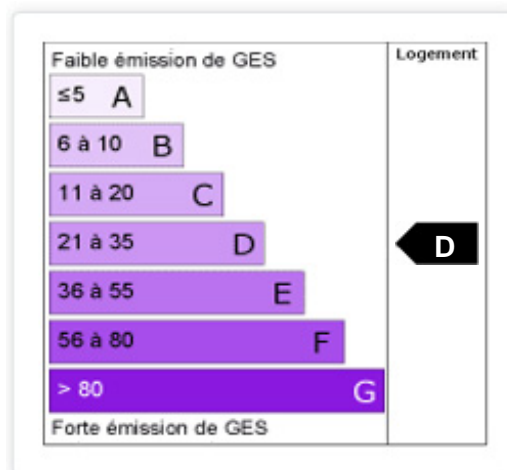 Faible émission de GES
Logement
≤5 A
6 à 10 B
11 à 20 C
21 à 35 D
D
36 à 55 E
56 à 80 F
> 80 G
Forte émission de GES